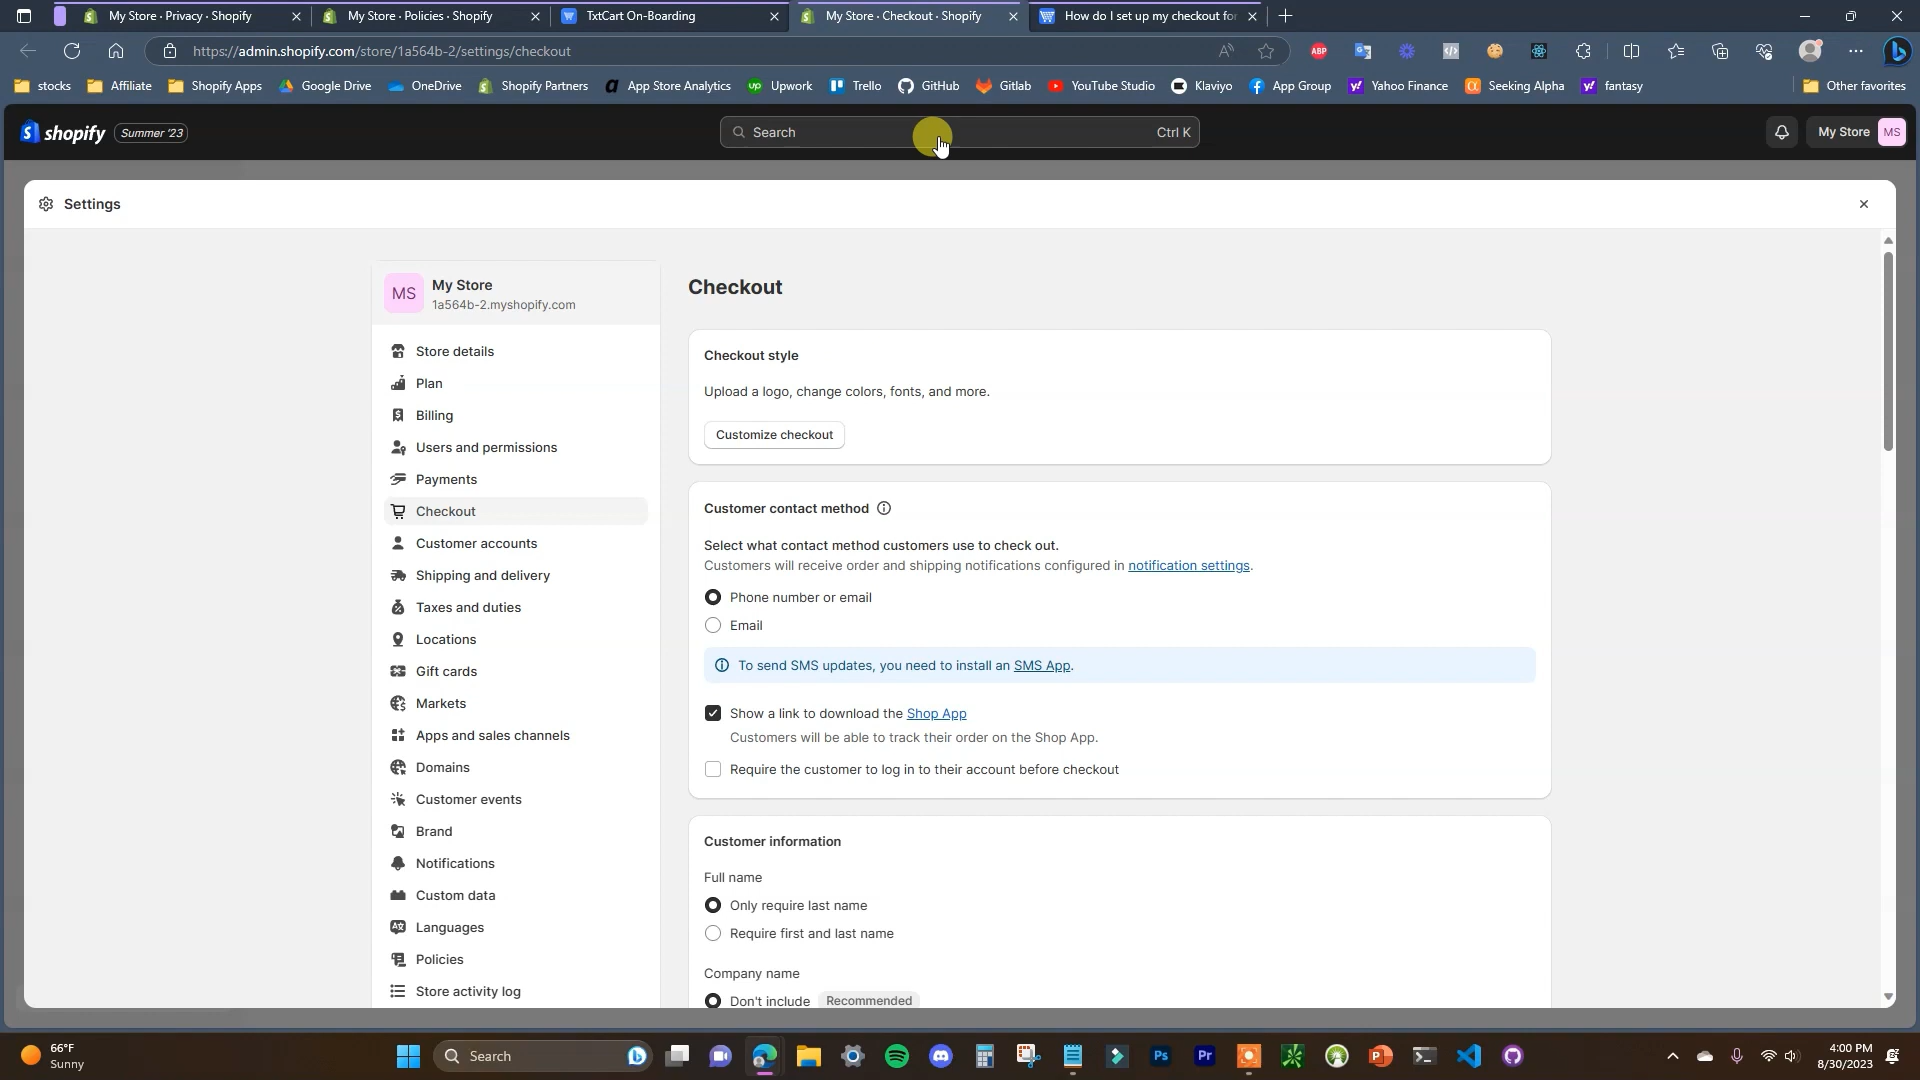 My Store · Privacy · Shopify
My Store · Policies · Shopify
TxtCart On-Boarding
My Store · Checkout · Shopify
How do I set up my checkout for
https://admin.shopify.com/store/1a564b-2/settings/checkout
ABP
stocks
Affiliate
Shopify Apps
Google Drive
OneDrive
Shopify Partners
App Store Analytics
Upwork
Trello
GitHub
Gitlab
YouTube Studio
Klaviyo
App Group
Yahoo Finance
Seeking Alpha
fantasy
Other favorites
shopify
Summer '23
Search
Ctrl K
My Store
MS
Settings
MS
My Store
1a564b-2.myshopify.com
Store details
Plan
Billing
Users and permissions
Payments
Checkout
Customer accounts
Shipping and delivery
Taxes and duties
Locations
Gift cards
Markets
Apps and sales channels
Domains
Customer events
Brand
Notifications
Custom data
Languages
Policies
Store activity log
Checkout
Checkout style
Upload a logo, change colors, fonts, and more.
Customize checkout
Customer contact method
Select what contact method customers use to check out.
Customers will receive order and shipping notifications configured in notification settings.
Phone number or email
Email
To send SMS updates, you need to install an SMS App.
Show a link to download the Shop App
Customers will be able to track their order on the Shop App.
Require the customer to log in to their account before checkout
Customer information
Full name
Only require last name
Require first and last name
Company name
Don't include Recommended
66°F
Sunny
Search
Ps
Pr
4:00 PM
8/30/2023